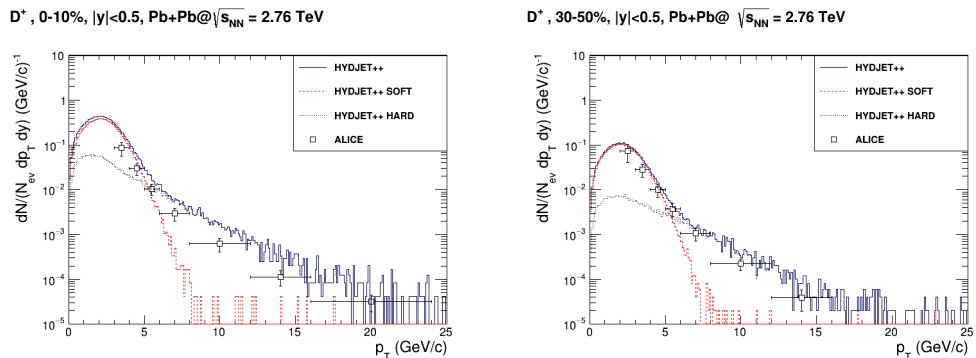 D⁺ , 0-10%, |y|<0.5, Pb+Pb@√s_NN = 2.76 TeV
dN/(N_ev dp_T dy) (GeV/c)⁻¹
10
1
10⁻¹
10⁻²
10⁻³
10⁻⁴
10⁻⁵
HYDJET++
HYDJET++ SOFT
HYDJET++ HARD
ALICE
0 5 10 15 20 25
p_T (GeV/c)
D⁺ , 30-50%, |y|<0.5, Pb+Pb@ √s_NN = 2.76 TeV
dN/(N_ev dp_T dy) (GeV/c)⁻¹
10
1
10⁻¹
10⁻²
10⁻³
10⁻⁴
10⁻⁵
HYDJET++
HYDJET++ SOFT
HYDJET++ HARD
ALICE
0 5 10 15 20 25
p_T (GeV/c)